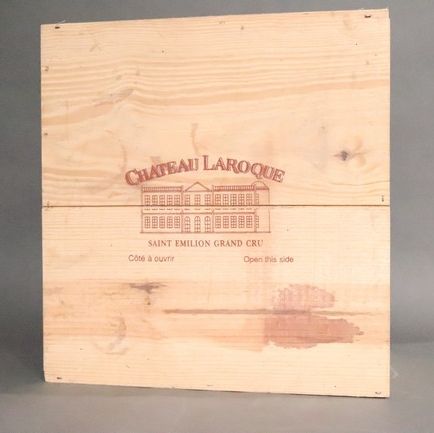 CHATEAU LAROQUE
SAINT EMILION GRAND CRU
Côté à ouvrir Open this side